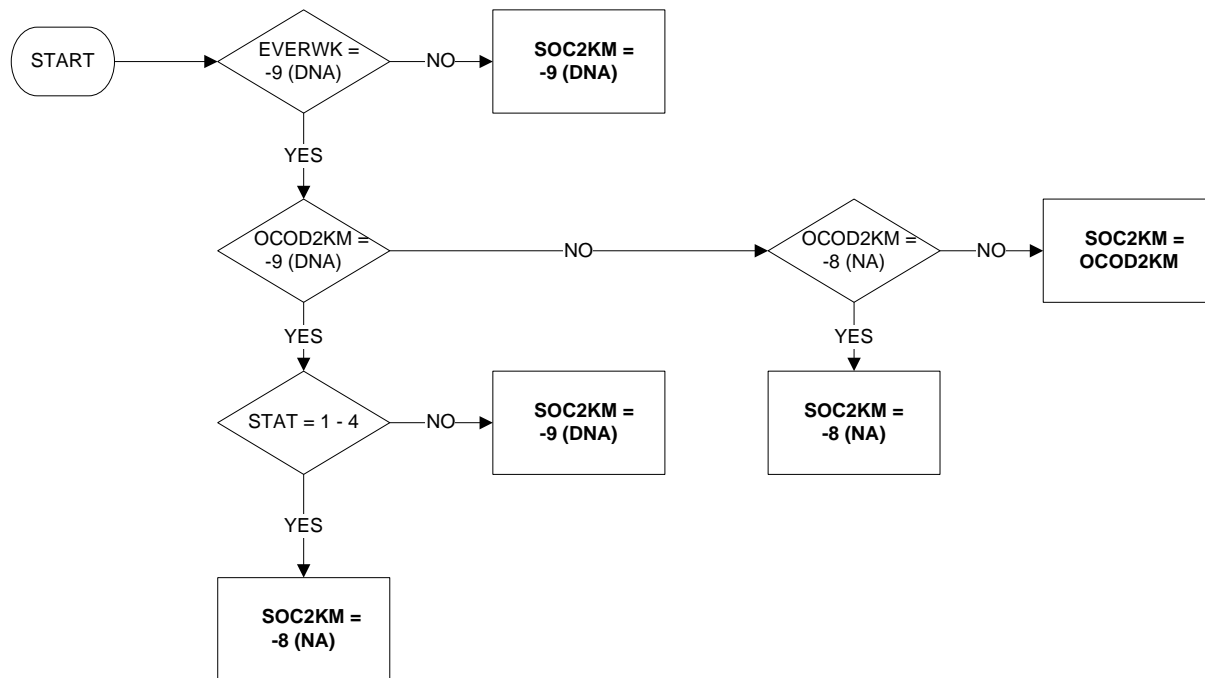 START
EVERWK =
-9 (DNA)
NO
SOC2KM =
-9 (DNA)
YES
OCOD2KM =
-9 (DNA)
NO
OCOD2KM =
-8 (NA)
NO
SOC2KM =
OCOD2KM
YES
YES
STAT = 1 - 4
NO
SOC2KM =
-9 (DNA)
SOC2KM =
-8 (NA)
YES
SOC2KM =
-8 (NA)